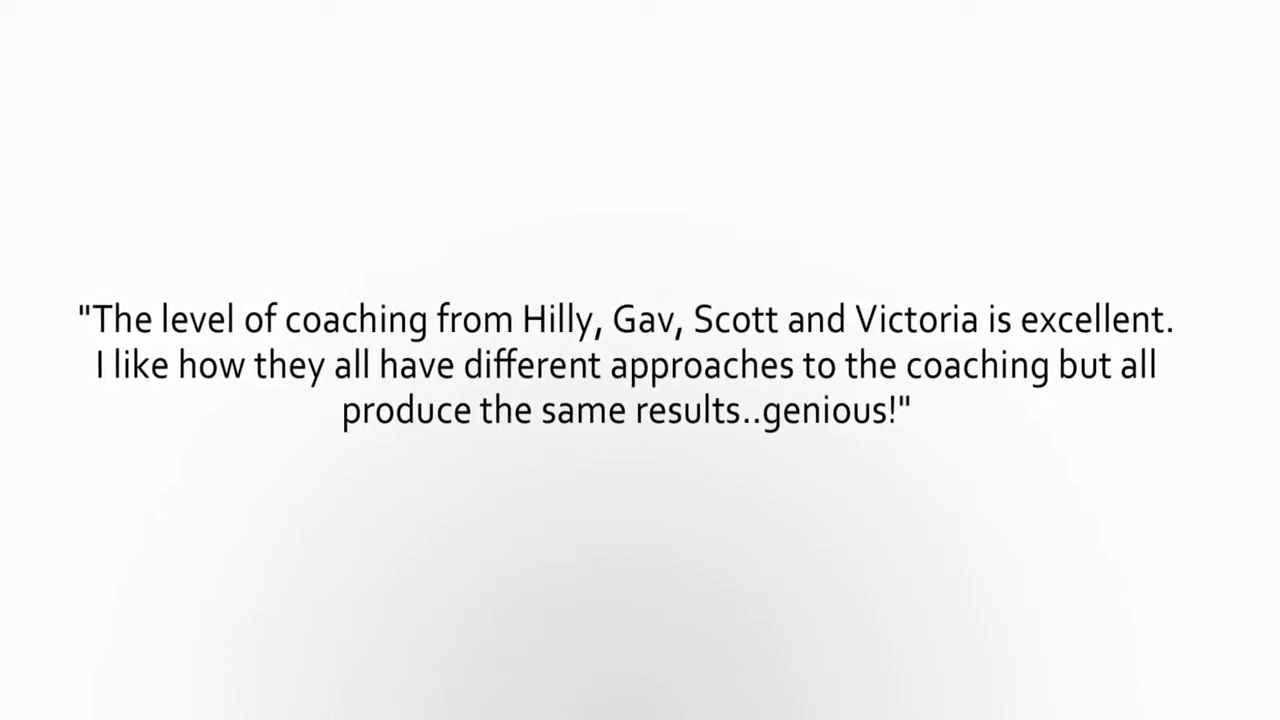 "The level of coaching from Hilly, Gav, Scott and Victoria is excellent.
I like how they all have different approaches to the coaching but all
produce the same results..genious!"